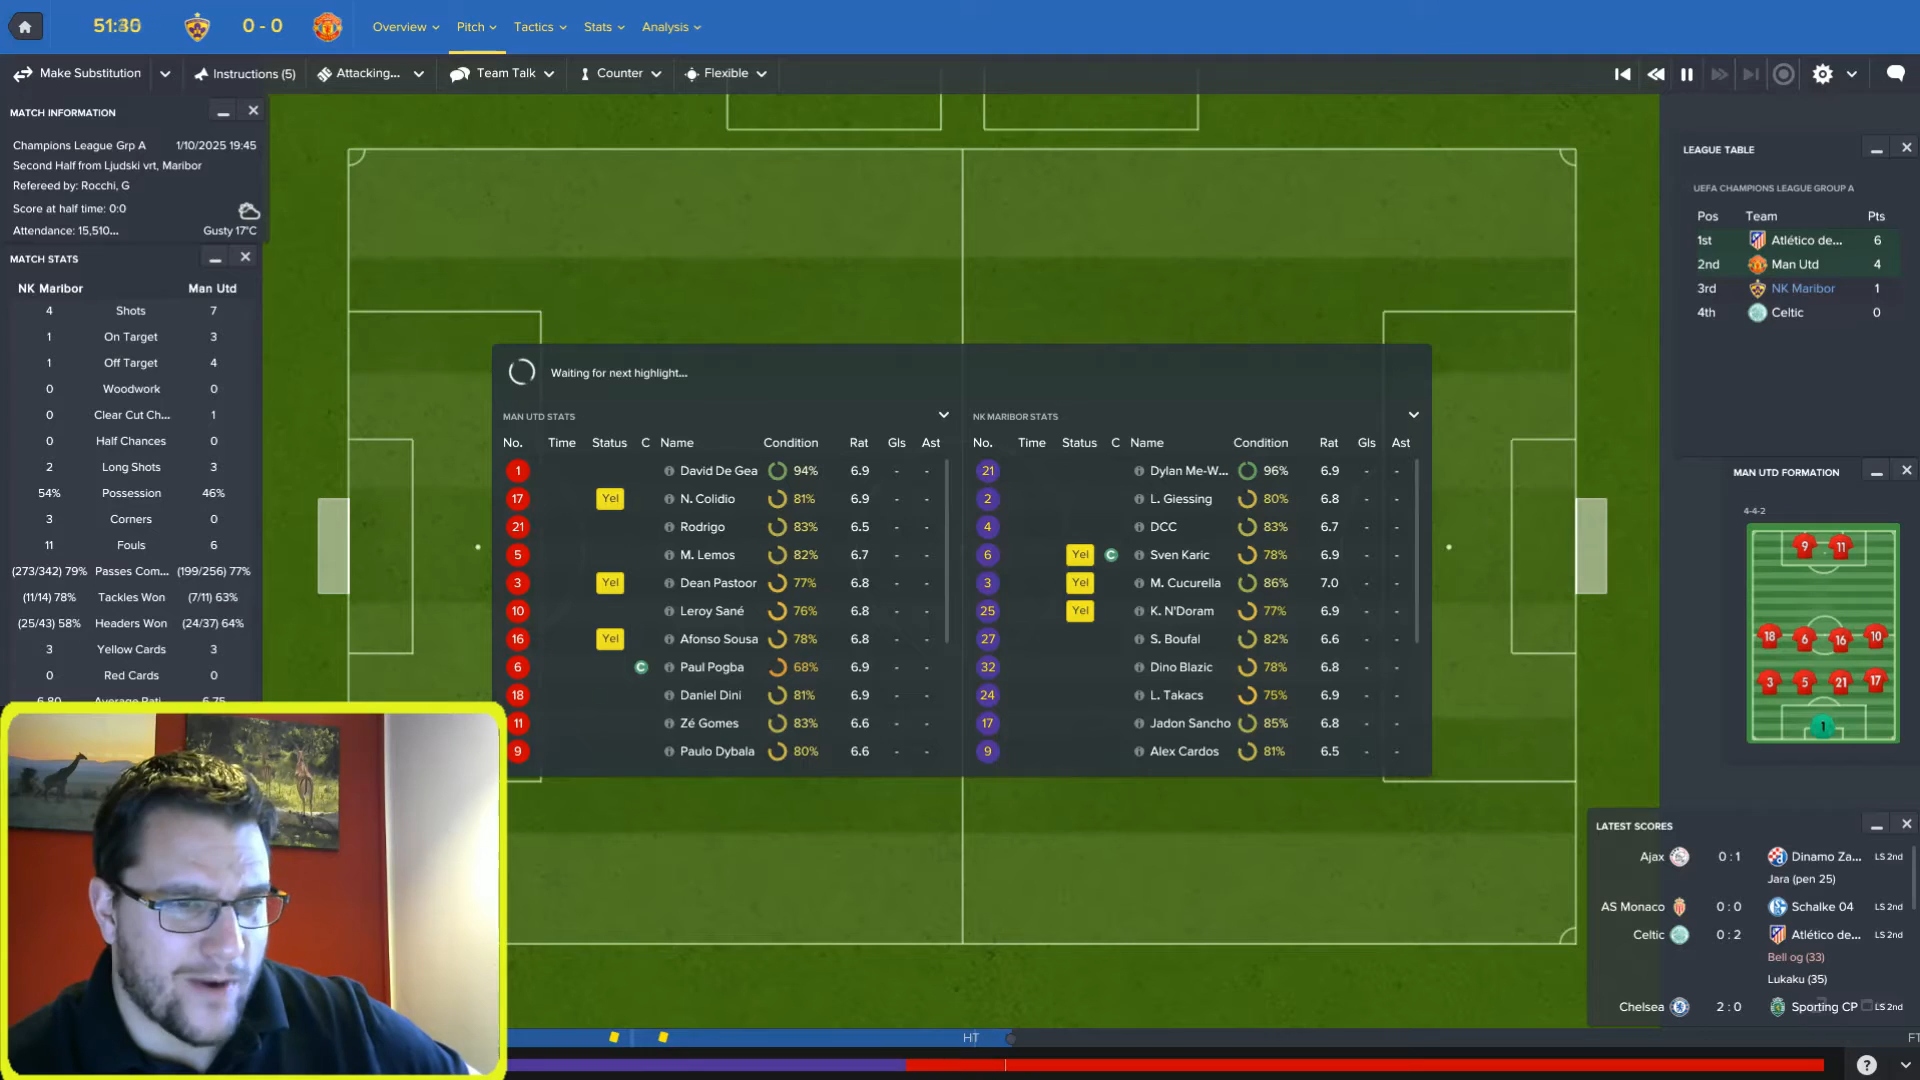 51:30
0 - 0
Overview
Pitch
Tactics
Stats
Analysis
Make Substitution
Instructions (5)
Attacking...
Team Talk
Counter
Flexible
MATCH INFORMATION
Champions League Grp A 1/10/2025 19:45
Second Half from Ljudski vrt, Maribor
Refereed by: Rocchi, G
Score at half time: 0:0
Attendance: 15,510... Gusty 17°C
MATCH STATS
NK Maribor Man Utd
4 Shots 7
1 On Target 3
1 Off Target 4
0 Woodwork 0
0 Clear Cut Ch... 1
0 Half Chances 0
2 Long Shots 3
54% Possession 46%
3 Corners 0
11 Fouls 6
(273/342) 79% Passes Com... (199/256) 77%
(11/14) 78% Tackles Won (7/11) 63%
(25/43) 58% Headers Won (24/37) 64%
3 Yellow Cards 3
0 Red Cards 0
6.80 Average Rati... 6.75
Waiting for next highlight...
MAN UTD STATS
No. Time Status C Name Condition Rat Gls Ast
1 David De Gea 94% 6.9 - -
17 Yel N. Colidio 81% 6.9 - -
21 Rodrigo 83% 6.5 - -
5 M. Lemos 82% 6.7 - -
3 Yel Dean Pastoor 77% 6.8 - -
10 Leroy Sané 76% 6.8 - -
16 Yel Afonso Sousa 78% 6.8 - -
6 C Paul Pogba 68% 6.9 - -
18 Daniel Dini 81% 6.9 - -
11 Zé Gomes 83% 6.6 - -
9 Paulo Dybala 80% 6.6 - -
NK MARIBOR STATS
No. Time Status C Name Condition Rat Gls Ast
21 Dylan Me-W... 96% 6.9 - -
2 L. Giessing 80% 6.8 - -
4 DCC 83% 6.7 - -
6 Yel C Sven Karic 78% 6.9 - -
3 Yel M. Cucurella 86% 7.0 - -
25 Yel K. N'Doram 77% 6.9 - -
27 S. Boufal 82% 6.6 - -
32 Dino Blazic 78% 6.8 - -
24 L. Takacs 75% 6.9 - -
17 Jadon Sancho 85% 6.8 - -
9 Alex Cardos 81% 6.5 - -
LEAGUE TABLE
UEFA CHAMPIONS LEAGUE GROUP A
Pos Team Pts
1st Atlético de... 6
2nd Man Utd 4
3rd NK Maribor 1
4th Celtic 0
MAN UTD FORMATION
4-4-2
9 11
18 6 16 10
3 5 21 17
1
LATEST SCORES
Ajax 0:1 Dinamo Za... LS 2nd
Jara (pen 25)
AS Monaco 0:0 Schalke 04 LS 2nd
Celtic 0:2 Atlético de... LS 2nd
Bell og (33)
Lukaku (35)
Chelsea 2:0 Sporting CP LS 2nd
HT
FT
?